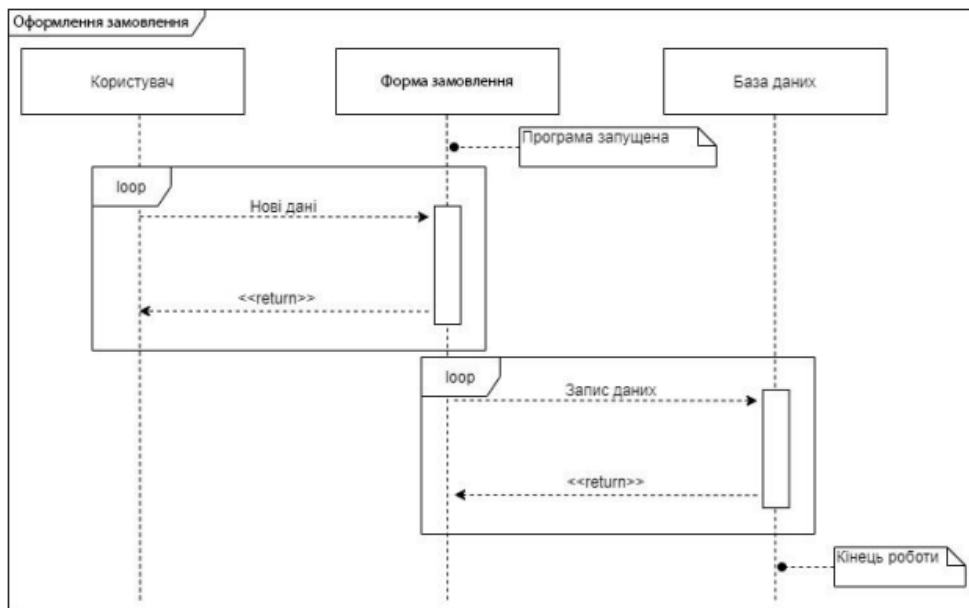 Оформлення замовлення
Користувач
Форма замовлення
База даних
Програма запущена
loop
Нові дані
<<return>>
loop
Запис даних
<<return>>
Кінець роботи